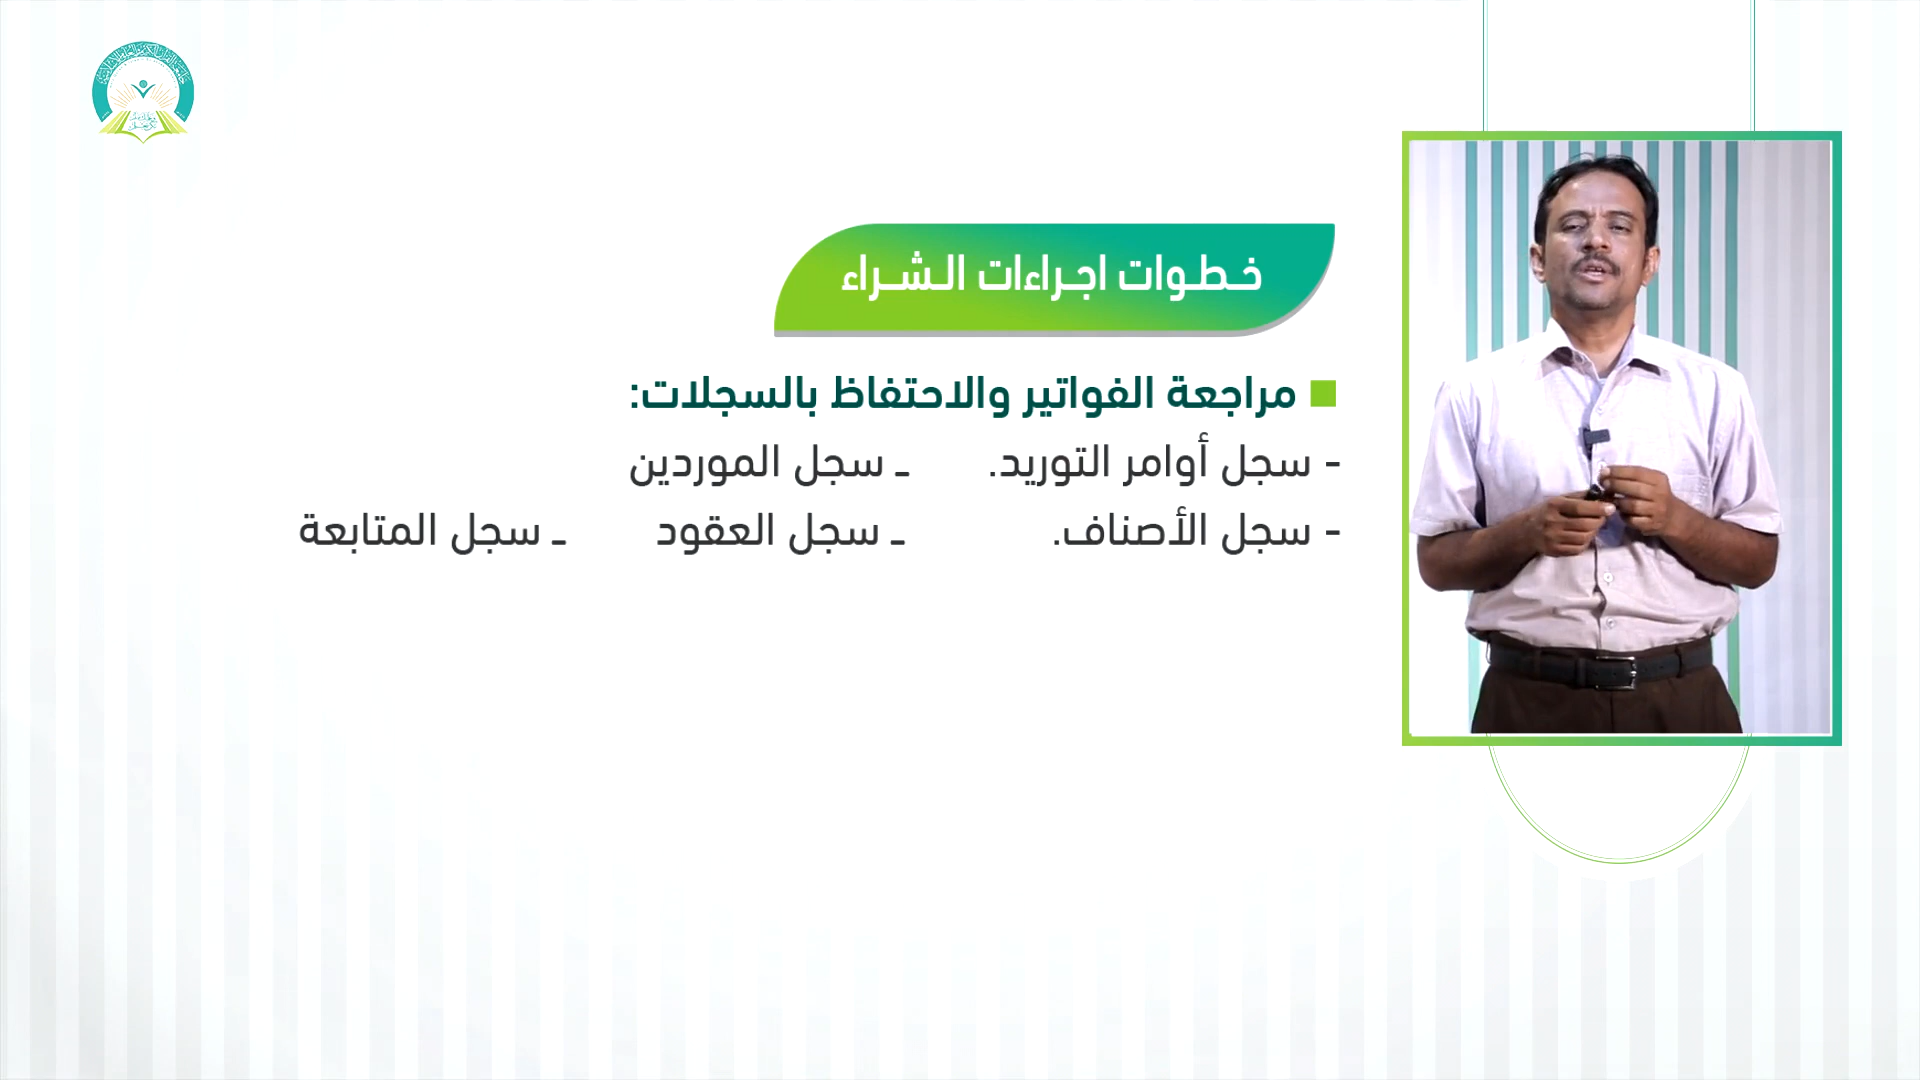 خطوات اجراءات الشراء
مراجعة الفواتير والاحتفاظ بالسجلات:
- سجل أوامر التوريد. ـ سجل الموردين
- سجل الأصناف. ـ سجل العقود ـ سجل المتابعة